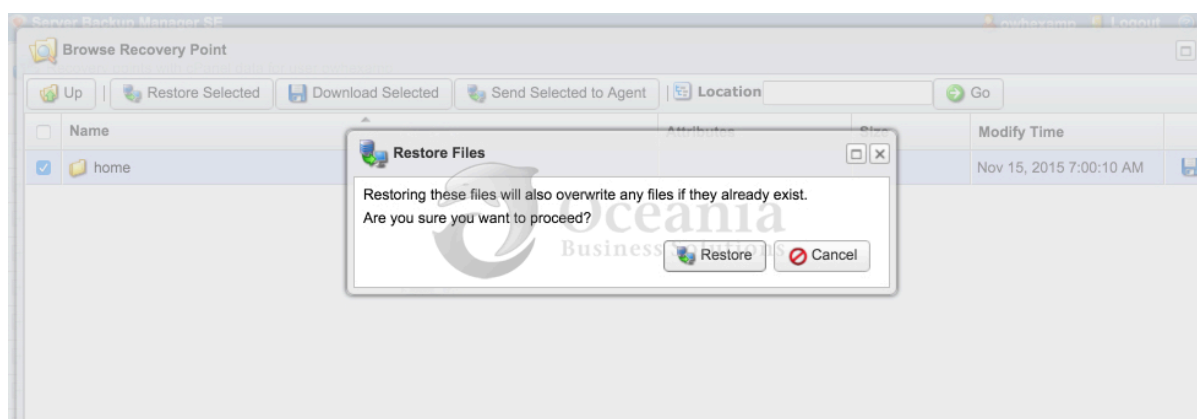 Server Backup Manager SE
owhexamp Logout
Browse Recovery Point
Up | Restore Selected Download Selected Send Selected to Agent | Location Go
Name Attributes Size Modify Time
home Nov 15, 2015 7:00:10 AM
Restore Files
Restoring these files will also overwrite any files if they already exist.
Are you sure you want to proceed?
Restore Cancel
Oceania
Business Solutions